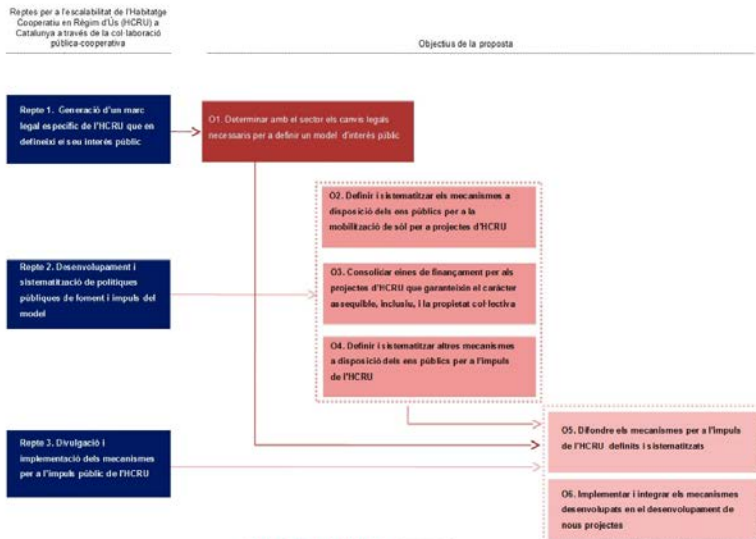 Reptes per a l'escalabilitat de l'Habitatge
Cooperatiu en Règim d'Ús (HCRU) a
Catalunya a través de la col·laboració
pública-cooperativa
Objectius de la proposta
Repte 1. Generació d'un marc
legal específic de l'HCRU que en
defineixi el seu interès públic
O1. Determinar amb el sector els canvis legals
necessaris per a definir un model d'interès públic
O2. Definir i sistematitzar els mecanismes a
disposició dels ens públics per a la
mobilització de sòl per a projectes d'HCRU
Repte 2. Desenvolupament i
sistematització de polítiques
públiques de foment i impuls del
model
O3. Consolidar eines de finançament per als
projectes d'HCRU que garanteixin el caràcter
assequible, inclusiu, i la propietat col·lectiva
O4. Definir i sistematitzar altres mecanismes
a disposició dels ens públics per a l'impuls
de l'HCRU
Repte 3. Divulgació i
implementació dels mecanismes
per a l'impuls públic de l'HCRU
O5. Difondre els mecanismes per a l'impuls
de l'HCRU definits i sistematitzats
O6. Implementar i integrar els mecanismes
desenvolupats en el desenvolupament de
nous projectes